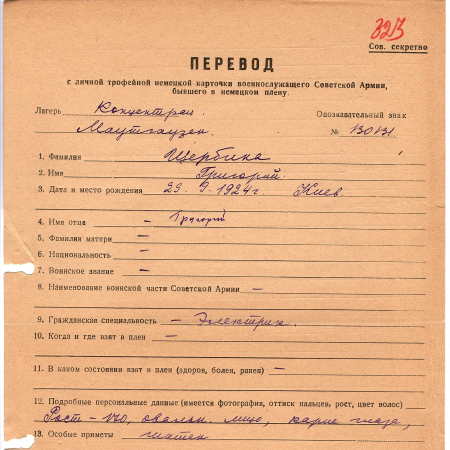 323
Сов. секретно
ПЕРЕВОД
с личной трофейной немецкой карточки военнослужащего Советской Армии,
бывшего в немецком плену.
Лагерь Концентрац. Опознавательный знак
Маутгаузен. № 130131
1. Фамилия Щербина
2. Имя Григорий.
3. Дата и место рождения 29. 9. 1924 г. Киев.
4. Имя отца – Григорий
5. Фамилия матери –
6. Национальность –
7. Воинское звание –
8. Наименование воинской части Советской Армии –
9. Гражданская специальность – Электрик.
10. Когда и где взят в плен –
11. В каком состоянии взят в плен (здоров, болен, ранен) –
12. Подробные персональные данные (имеется фотография, оттиск пальцев, рост, цвет волос)
Рост – 170, овальн. лицо, карие глаза,
13. Особые приметы шатен